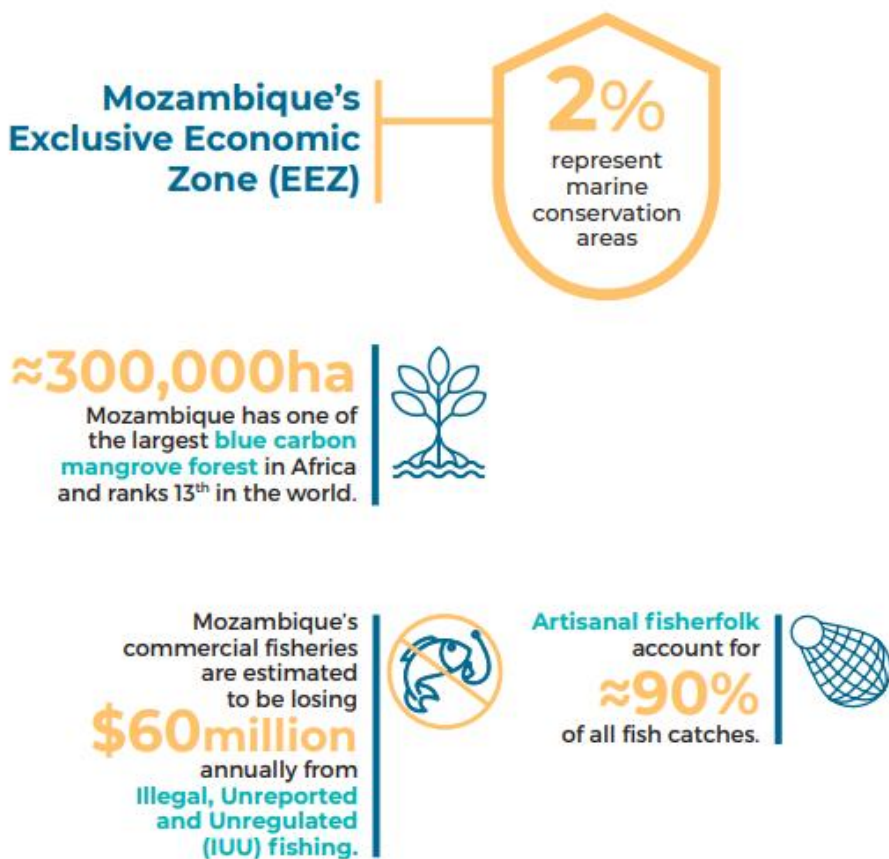 Mozambique's
Exclusive Economic
Zone (EEZ)
2%
represent
marine
conservation
areas
≈300,000ha
Mozambique has one of
the largest blue carbon
mangrove forest in Africa
and ranks 13th in the world.
Mozambique's
commercial fisheries
are estimated
to be losing
$60million
annually from
Illegal, Unreported
and Unregulated
(IUU) fishing.
Artisanal fisherfolk
account for
≈90%
of all fish catches.